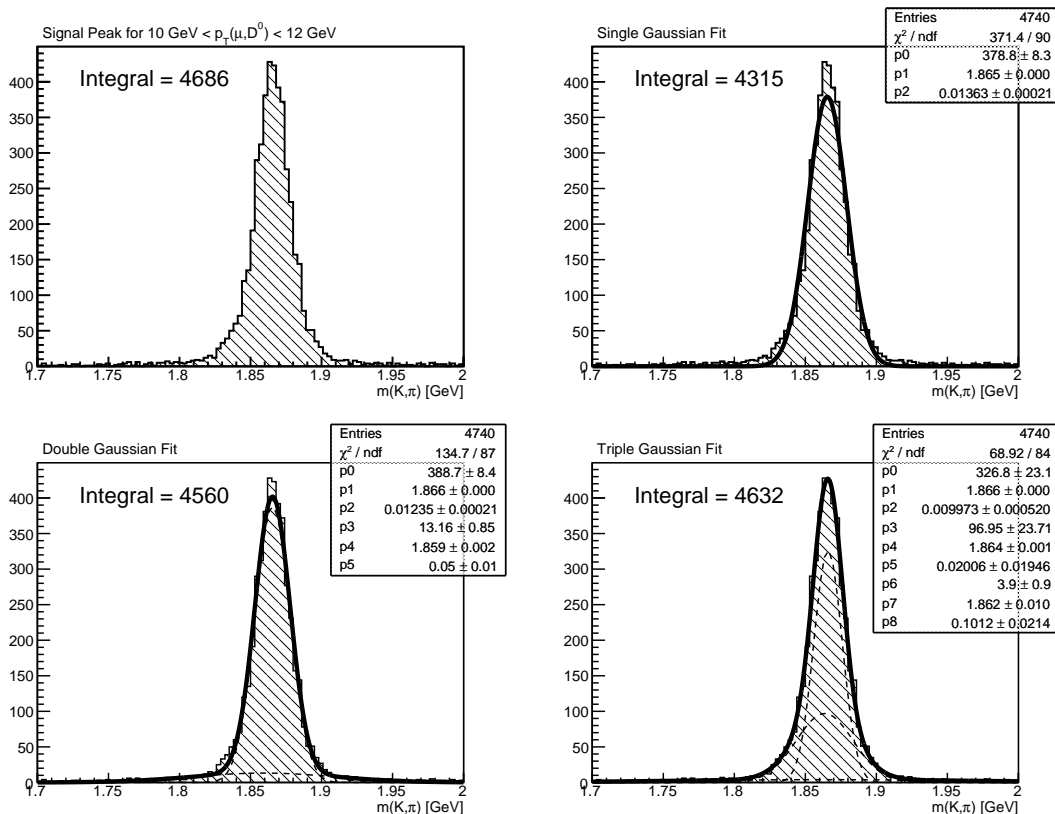 Signal Peak for 10 GeV < p_T(μ,D^0) < 12 GeV
Integral = 4686
400
350
300
250
200
150
100
50
0
1.7 1.75 1.8 1.85 1.9 1.95 2
m(K,π) [GeV]
Single Gaussian Fit
Integral = 4315
Entries 4740
χ² / ndf 371.4 / 90
p0 378.8 ± 8.3
p1 1.865 ± 0.000
p2 0.01363 ± 0.00021
400
350
300
250
200
150
100
50
0
1.7 1.75 1.8 1.85 1.9 1.95 2
m(K,π) [GeV]
Double Gaussian Fit
Integral = 4560
Entries 4740
χ² / ndf 134.7 / 87
p0 388.7 ± 8.4
p1 1.866 ± 0.000
p2 0.01235 ± 0.00021
p3 13.16 ± 0.85
p4 1.859 ± 0.002
p5 0.05 ± 0.01
400
350
300
250
200
150
100
50
0
1.7 1.75 1.8 1.85 1.9 1.95 2
m(K,π) [GeV]
Triple Gaussian Fit
Integral = 4632
Entries 4740
χ² / ndf 68.92 / 84
p0 326.8 ± 23.1
p1 1.866 ± 0.000
p2 0.009973 ± 0.000520
p3 96.95 ± 23.71
p4 1.864 ± 0.001
p5 0.02006 ± 0.01946
p6 3.9 ± 0.9
p7 1.862 ± 0.010
p8 0.1012 ± 0.0214
400
350
300
250
200
150
100
50
0
1.7 1.75 1.8 1.85 1.9 1.95 2
m(K,π) [GeV]